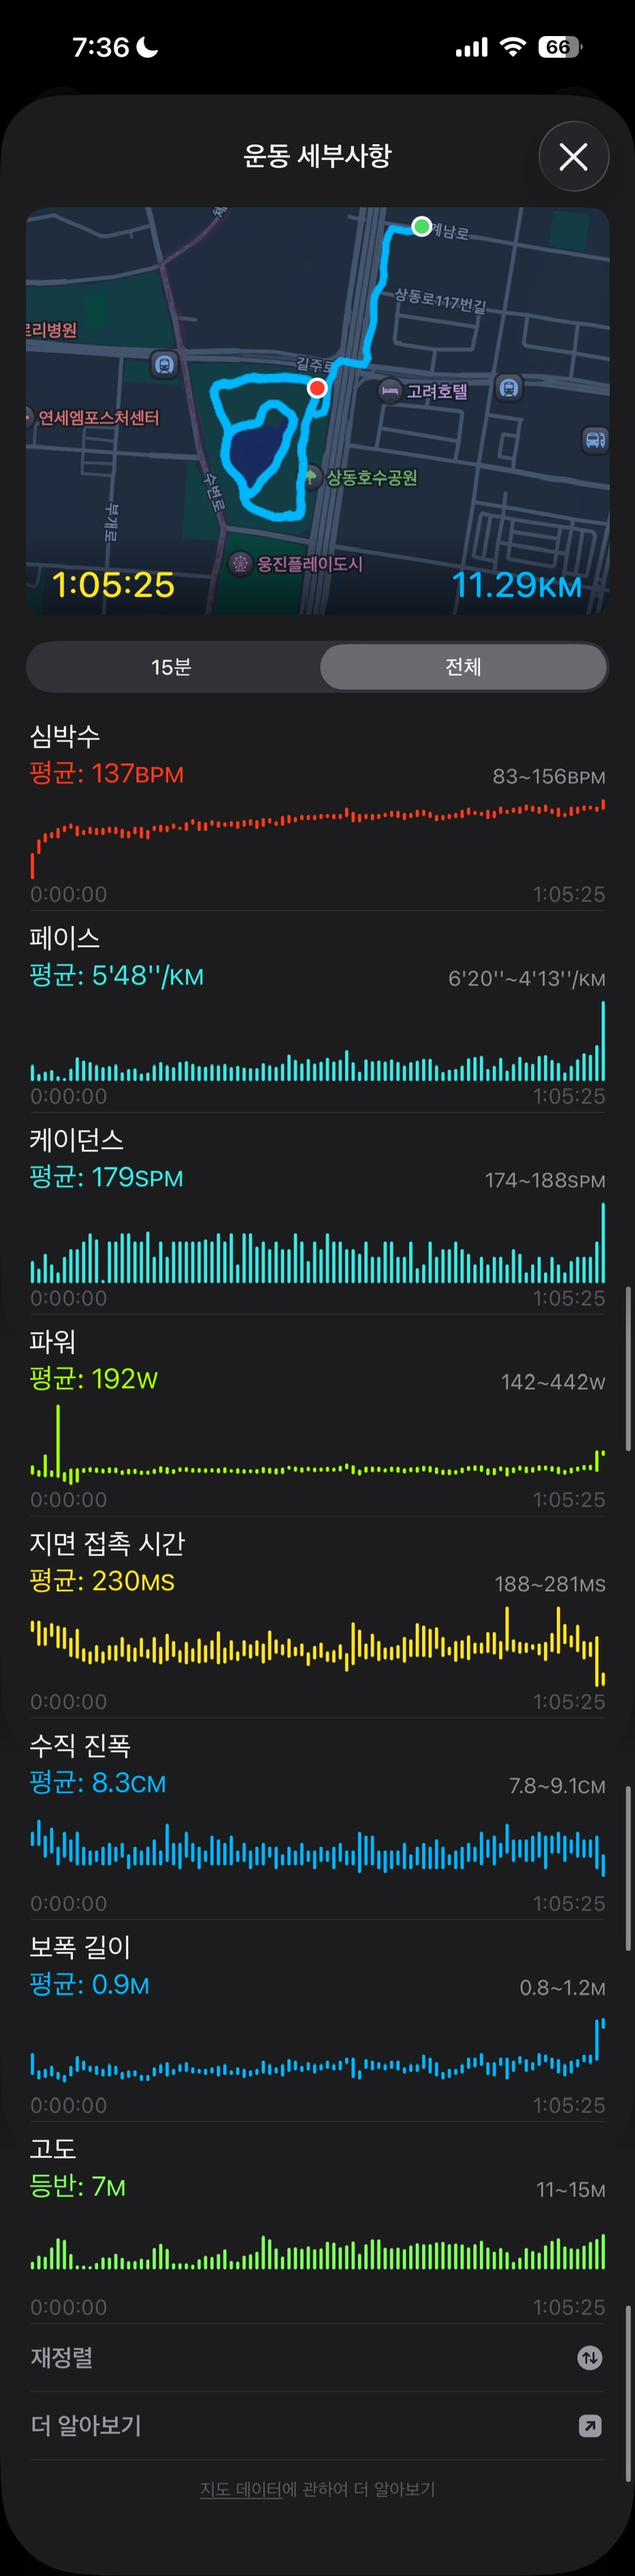 7:36
66
운동 세부사항
계남로
상동로117번길
르리병원
길주로
고려호텔
연세엠포스처센터
상동호수공원
수변로
부개로
웅진플레이도시
1:05:25
11.29KM
15분
전체
심박수
평균: 137BPM
83~156BPM
0:00:00
1:05:25
페이스
평균: 5'48''/KM
6'20''~4'13''/KM
0:00:00
1:05:25
케이던스
평균: 179SPM
174~188SPM
0:00:00
1:05:25
파워
평균: 192W
142~442W
0:00:00
1:05:25
지면 접촉 시간
평균: 230MS
188~281MS
0:00:00
1:05:25
수직 진폭
평균: 8.3CM
7.8~9.1CM
0:00:00
1:05:25
보폭 길이
평균: 0.9M
0.8~1.2M
0:00:00
1:05:25
고도
등반: 7M
11~15M
0:00:00
1:05:25
재정렬
더 알아보기
지도 데이터에 관하여 더 알아보기